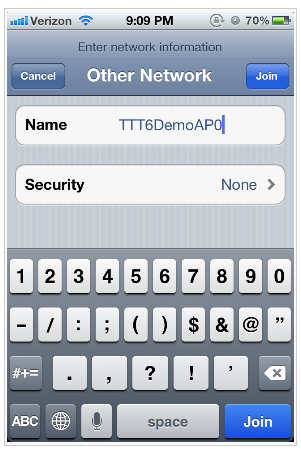 Verizon 9:09 PM 70%
Enter network information
Cancel Other Network Join
Name TTT6DemoAP0
Security None
1 2 3 4 5 6 7 8 9 0
- / : ; ( ) $ & @ "
#+= . , ? ! '
ABC space Join